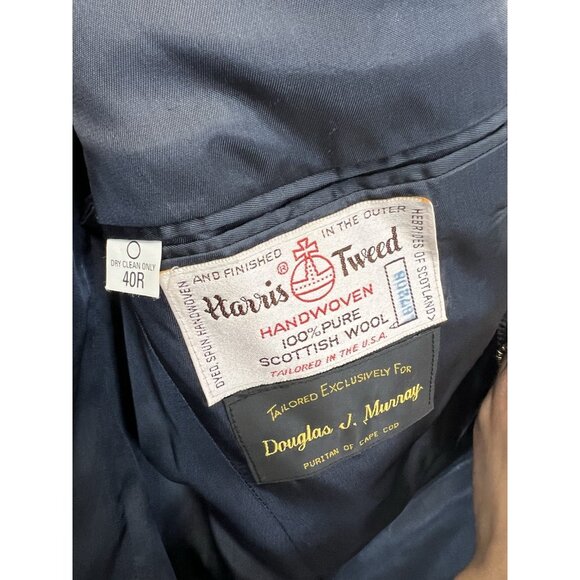 DRY CLEAN ONLY
40R
DYED, SPUN HANDWOVEN
AND FINISHED IN THE OUTER
HEBRIDES OF SCOTLAND
Harris ® Tweed
HANDWOVEN
100% PURE
SCOTTISH WOOL
TAILORED IN THE U.S.A.
TAILORED EXCLUSIVELY FOR
Douglas J. Murray
PURITAN OF CAPE COD